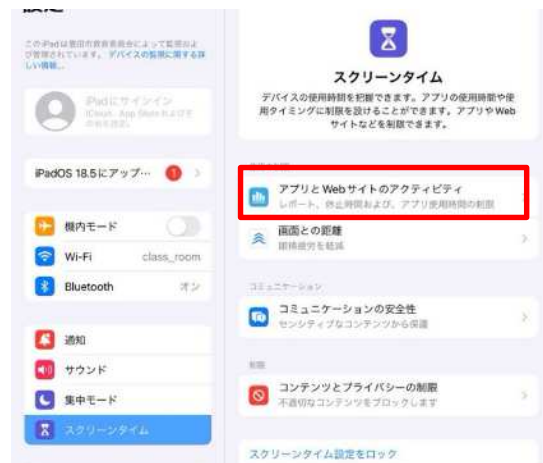 設定
このiPadは豊田市教育委員会によって監視およ
び管理されています。デバイスの監視に関する詳
しい情報...
iPadにサインイン
iCloud、App Storeおよびそ
の他を設定。
iPadOS 18.5にアップ… 1
機内モード
Wi-Fi class_room
Bluetooth オン
通知
サウンド
集中モード
スクリーンタイム
スクリーンタイム
デバイスの使用時間を把握できます。アプリの使用時間や使
用タイミングに制限を設けることができます。アプリやWeb
サイトなどを制限できます。
アプリとWebサイトのアクティビティ
レポート、休止時間および、アプリ使用時間の制限
画面との距離
眼精疲労を軽減
コミュニケーション
コミュニケーションの安全性
センシティブなコンテンツから保護
制限
コンテンツとプライバシーの制限
不適切なコンテンツをブロックします
スクリーンタイム設定をロック